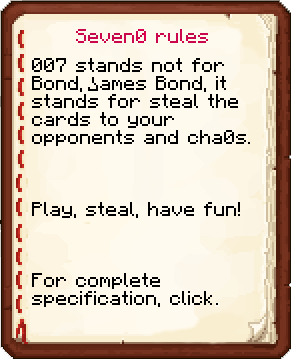 Seven0 rules
007 stands not for
Bond, James Bond, it
stands for steal the
cards to your
opponents and cha0s.
Play, steal, have fun!
For complete
specification, click.